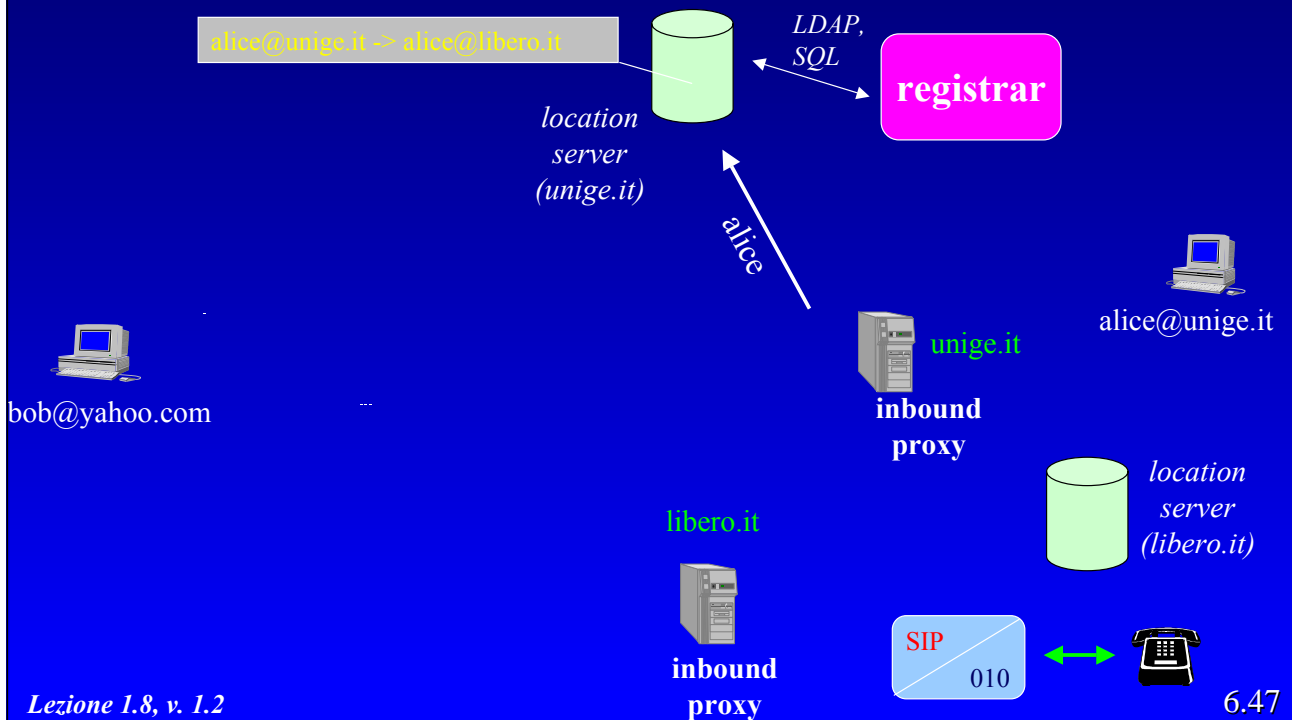 alice@unige.it -> alice@libero.it
LDAP,
SQL
registrar
location
server
(unige.it)
alice
alice@unige.it
unige.it
bob@yahoo.com
inbound
proxy
location
server
(libero.it)
libero.it
SIP
010
inbound
proxy
Lezione 1.8, v. 1.2
6.47